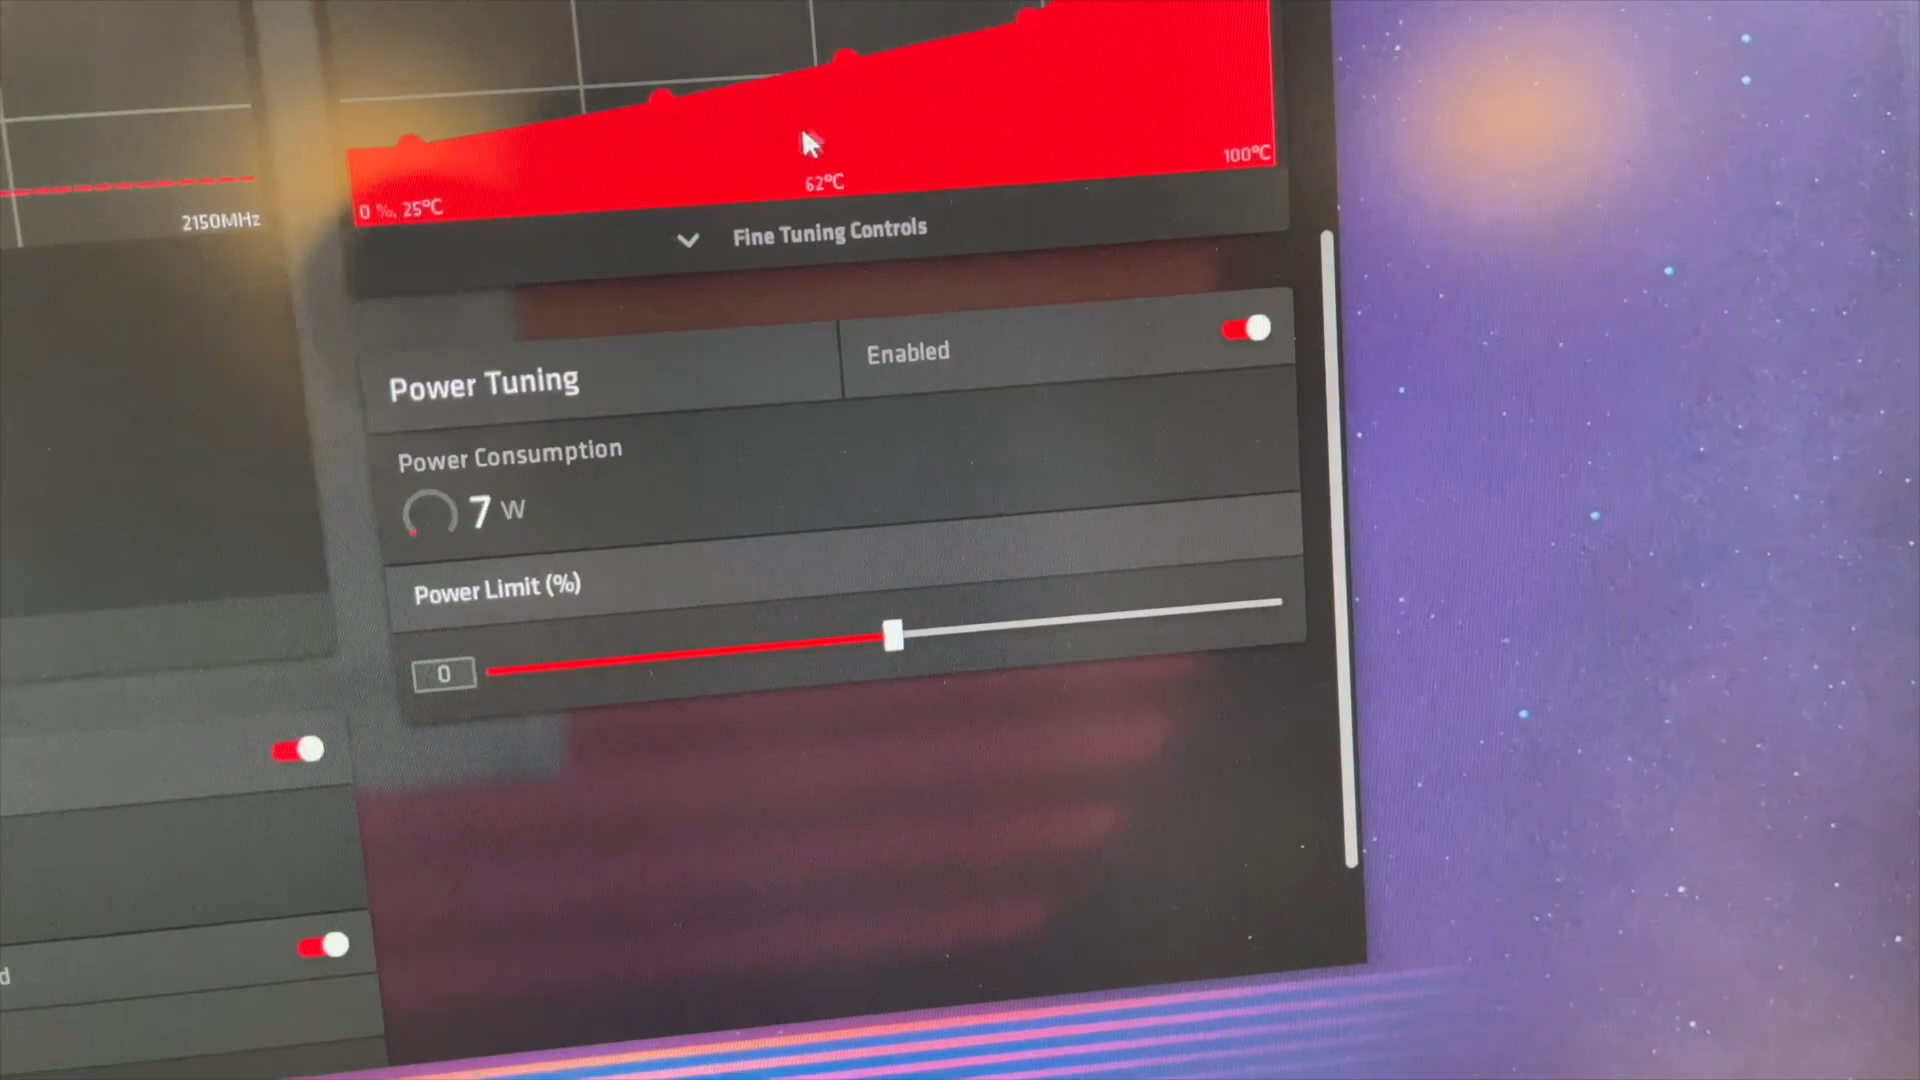 2150MHz
0 %, 25°C
62°C
100°C
Fine Tuning Controls
Power Tuning
Enabled
Power Consumption
7 W
Power Limit (%)
0
d